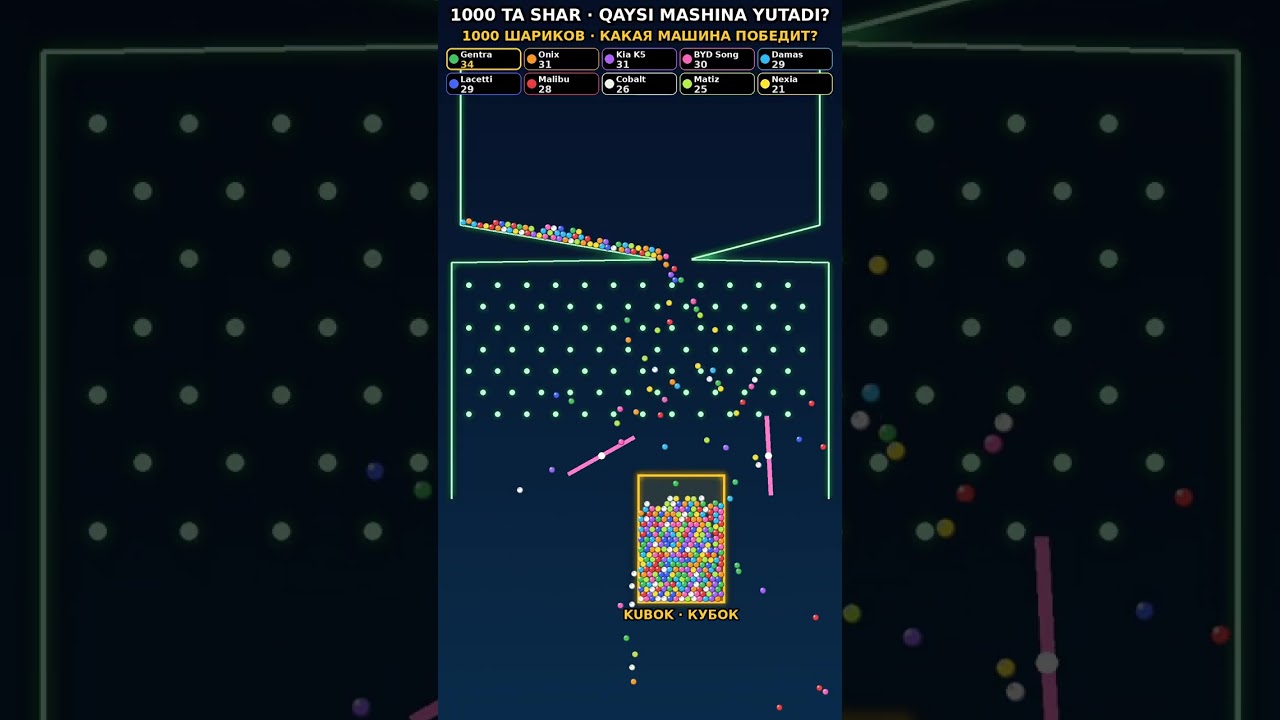 1000 TA SHAR · QAYSI MASHINA YUTADI?
1000 ШАРИКОВ · КАКАЯ МАШИНА ПОБЕДИТ?
Gentra Onix Kia K5 BYD Song Damas
34 31 31 30 29
Lacetti Malibu Cobalt Matiz Nexia
29 28 26 25 21
KUBOK · КУБОК